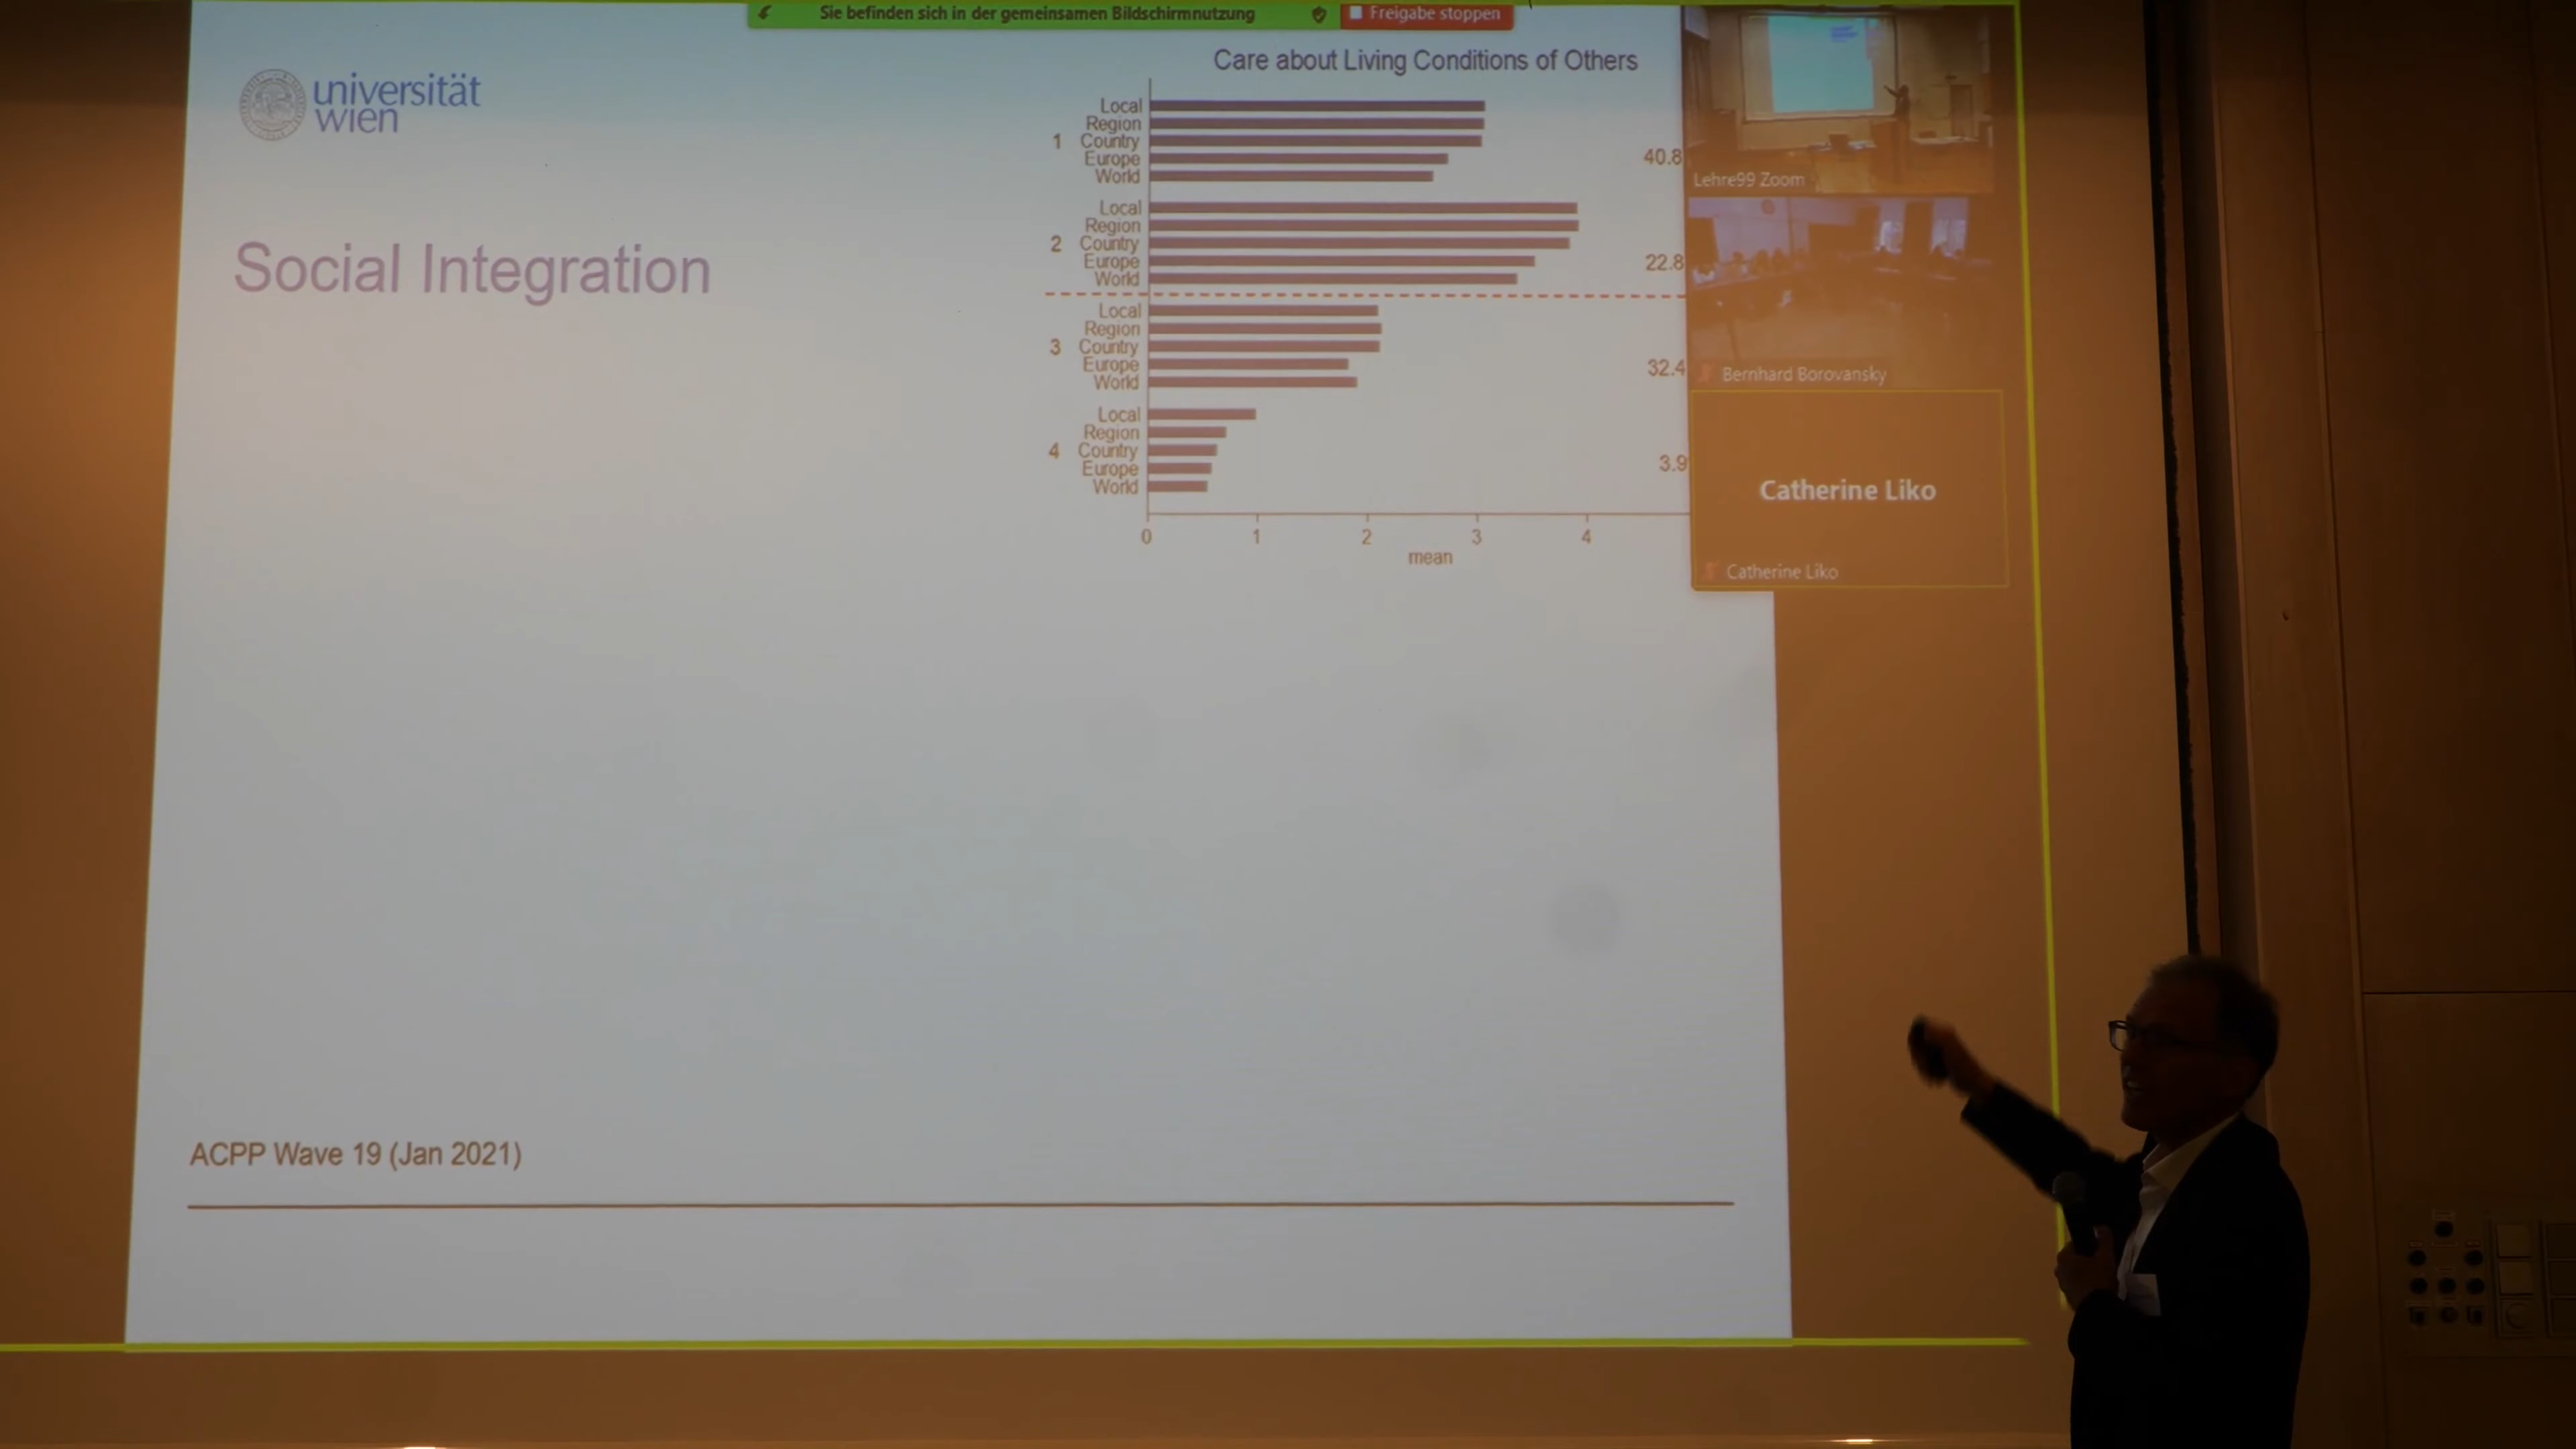 Sie befinden sich in der gemeinsamen Bildschirmnutzung
Freigabe stoppen
universität
wien
Social Integration
Care about Living Conditions of Others
1
Local
Region
Country
Europe
World
40.8
2
Local
Region
Country
Europe
World
22.8
3
Local
Region
Country
Europe
World
32.4
4
Local
Region
Country
Europe
World
3.9
0 1 2 3 4
mean
Lehre99 Zoom
Bernhard Borovansky
Catherine Liko
Catherine Liko
ACPP Wave 19 (Jan 2021)